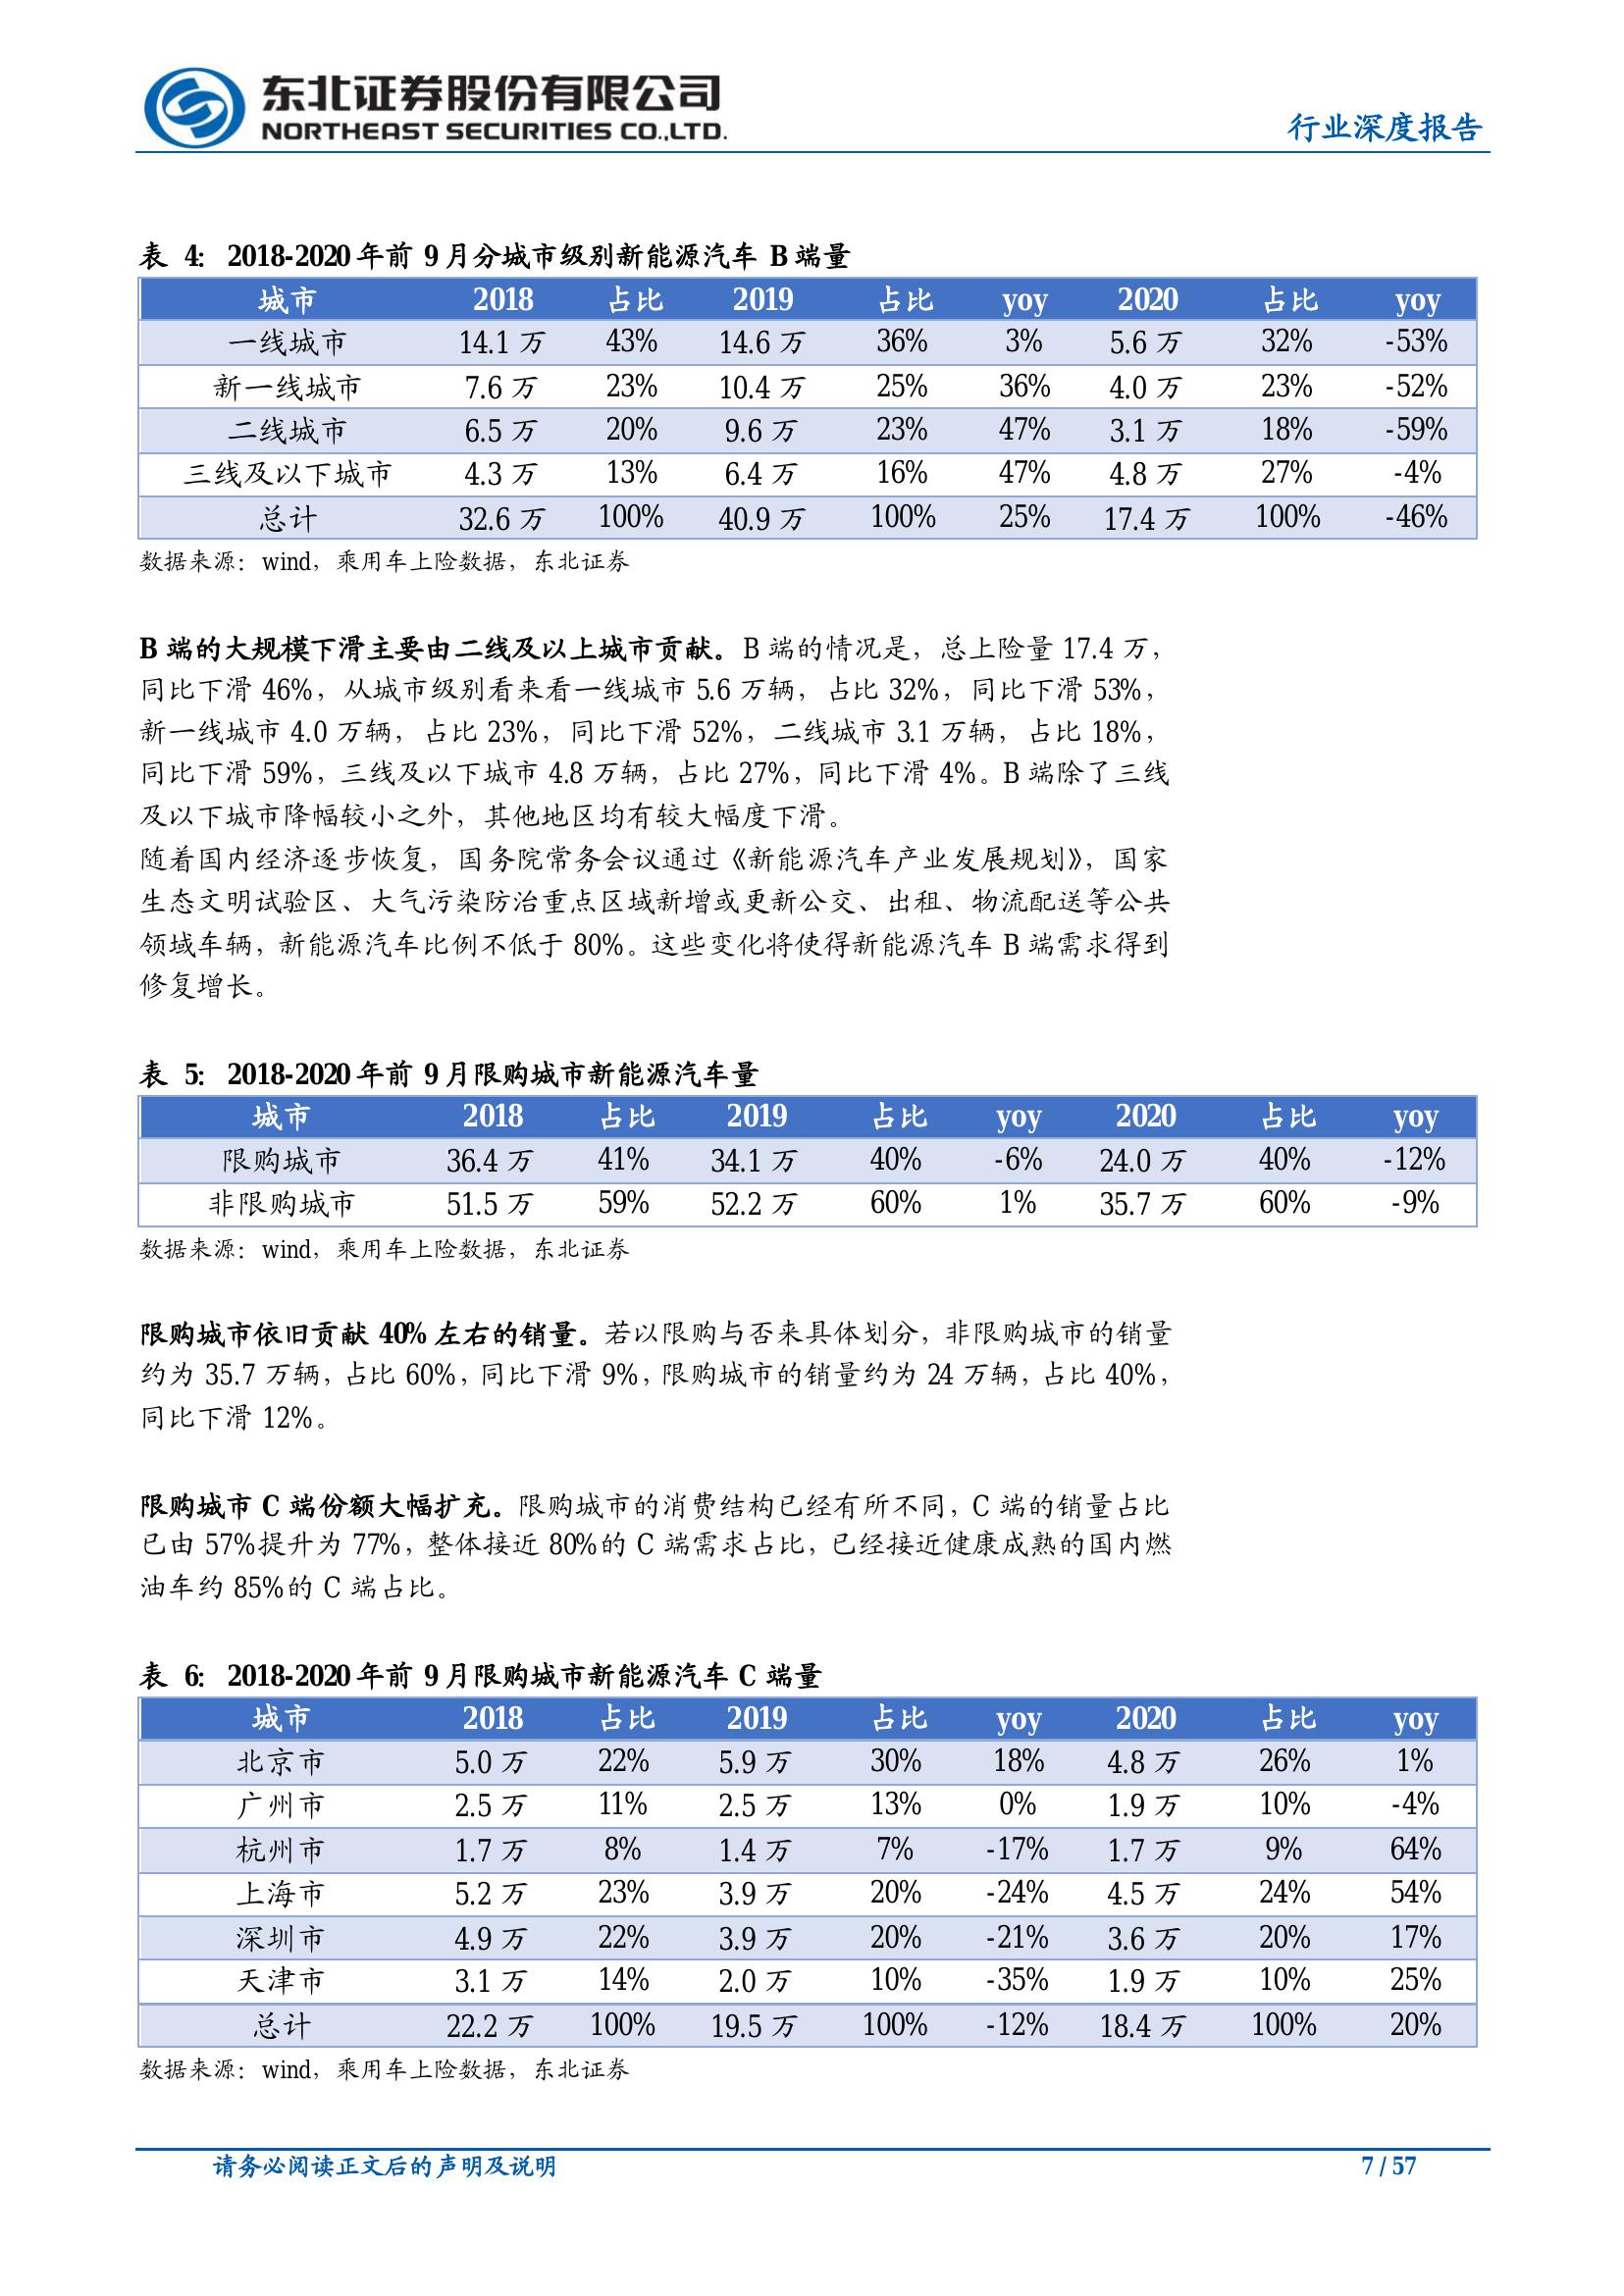 东北证券股份有限公司
NORTHEAST SECURITIES CO.,LTD.
行业深度报告
表 4: 2018-2020 年前 9 月分城市级别新能源汽车 B 端量
城市 2018 占比 2019 占比 yoy 2020 占比 yoy
一线城市 14.1 万 43% 14.6 万 36% 3% 5.6 万 32% -53%
新一线城市 7.6 万 23% 10.4 万 25% 36% 4.0 万 23% -52%
二线城市 6.5 万 20% 9.6 万 23% 47% 3.1 万 18% -59%
三线及以下城市 4.3 万 13% 6.4 万 16% 47% 4.8 万 27% -4%
总计 32.6 万 100% 40.9 万 100% 25% 17.4 万 100% -46%
数据来源：wind，乘用车上险数据，东北证券
B 端的大规模下滑主要由二线及以上城市贡献。B 端的情况是，总上险量 17.4 万，
同比下滑 46%，从城市级别看来看一线城市 5.6 万辆，占比 32%，同比下滑 53%，
新一线城市 4.0 万辆，占比 23%，同比下滑 52%，二线城市 3.1 万辆，占比 18%，
同比下滑 59%，三线及以下城市 4.8 万辆，占比 27%，同比下滑 4%。B 端除了三线
及以下城市降幅较小之外，其他地区均有较大幅度下滑。
随着国内经济逐步恢复，国务院常务会议通过《新能源汽车产业发展规划》，国家
生态文明试验区、大气污染防治重点区域新增或更新公交、出租、物流配送等公共
领域车辆，新能源汽车比例不低于 80%。这些变化将使得新能源汽车 B 端需求得到
修复增长。
表 5: 2018-2020 年前 9 月限购城市新能源汽车量
城市 2018 占比 2019 占比 yoy 2020 占比 yoy
限购城市 36.4 万 41% 34.1 万 40% -6% 24.0 万 40% -12%
非限购城市 51.5 万 59% 52.2 万 60% 1% 35.7 万 60% -9%
数据来源：wind，乘用车上险数据，东北证券
限购城市依旧贡献 40% 左右的销量。若以限购与否来具体划分，非限购城市的销量
约为 35.7 万辆，占比 60%，同比下滑 9%，限购城市的销量约为 24 万辆，占比 40%，
同比下滑 12%。
限购城市 C 端份额大幅扩充。限购城市的消费结构已经有所不同，C 端的销量占比
已由 57%提升为 77%，整体接近 80%的 C 端需求占比，已经接近健康成熟的国内燃
油车约 85%的 C 端占比。
表 6: 2018-2020 年前 9 月限购城市新能源汽车 C 端量
城市 2018 占比 2019 占比 yoy 2020 占比 yoy
北京市 5.0 万 22% 5.9 万 30% 18% 4.8 万 26% 1%
广州市 2.5 万 11% 2.5 万 13% 0% 1.9 万 10% -4%
杭州市 1.7 万 8% 1.4 万 7% -17% 1.7 万 9% 64%
上海市 5.2 万 23% 3.9 万 20% -24% 4.5 万 24% 54%
深圳市 4.9 万 22% 3.9 万 20% -21% 3.6 万 20% 17%
天津市 3.1 万 14% 2.0 万 10% -35% 1.9 万 10% 25%
总计 22.2 万 100% 19.5 万 100% -12% 18.4 万 100% 20%
数据来源：wind，乘用车上险数据，东北证券
请务必阅读正文后的声明及说明 7 / 57